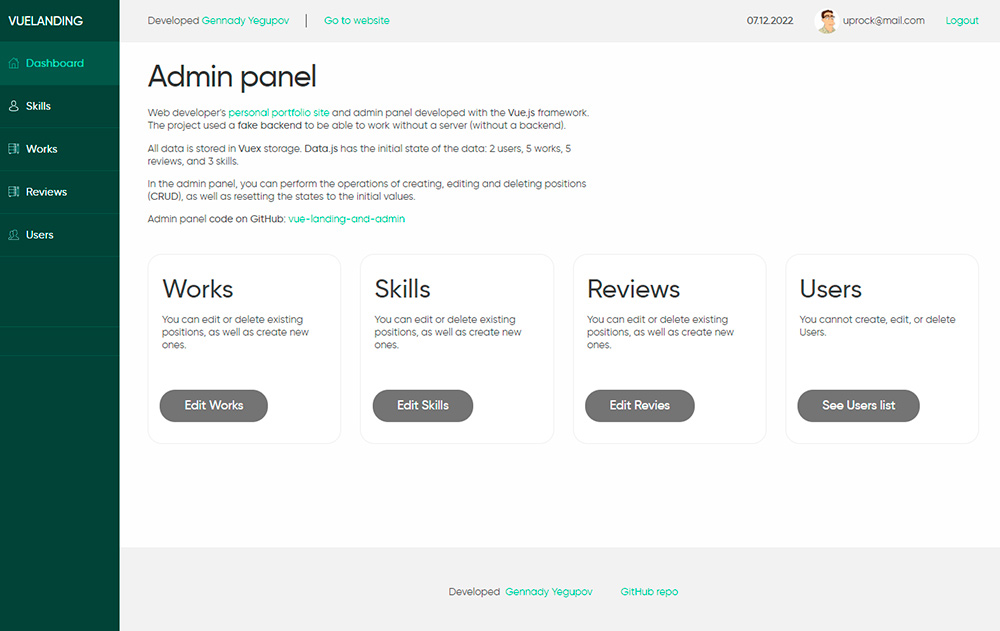 VUELANDING
Developed Gennady Yegupov | Go to website
07.12.2022
uprock@mail.com
Logout
Dashboard
Skills
Works
Reviews
Users
Admin panel
Web developer's personal portfolio site and admin panel developed with the Vue.js framework.
The project used a fake backend to be able to work without a server (without a backend).
All data is stored in Vuex storage. Data.js has the initial state of the data: 2 users, 5 works, 5
reviews, and 3 skills.
In the admin panel, you can perform the operations of creating, editing and deleting positions
(CRUD), as well as resetting the states to the initial values.
Admin panel code on GitHub: vue-landing-and-admin
Works
You can edit or delete existing
positions, as well as create new
ones.
Edit Works
Skills
You can edit or delete existing
positions, as well as create new
ones.
Edit Skills
Reviews
You can edit or delete existing
positions, as well as create new
ones.
Edit Revies
Users
You cannot create, edit, or delete
Users.
See Users list
Developed Gennady Yegupov
GitHub repo